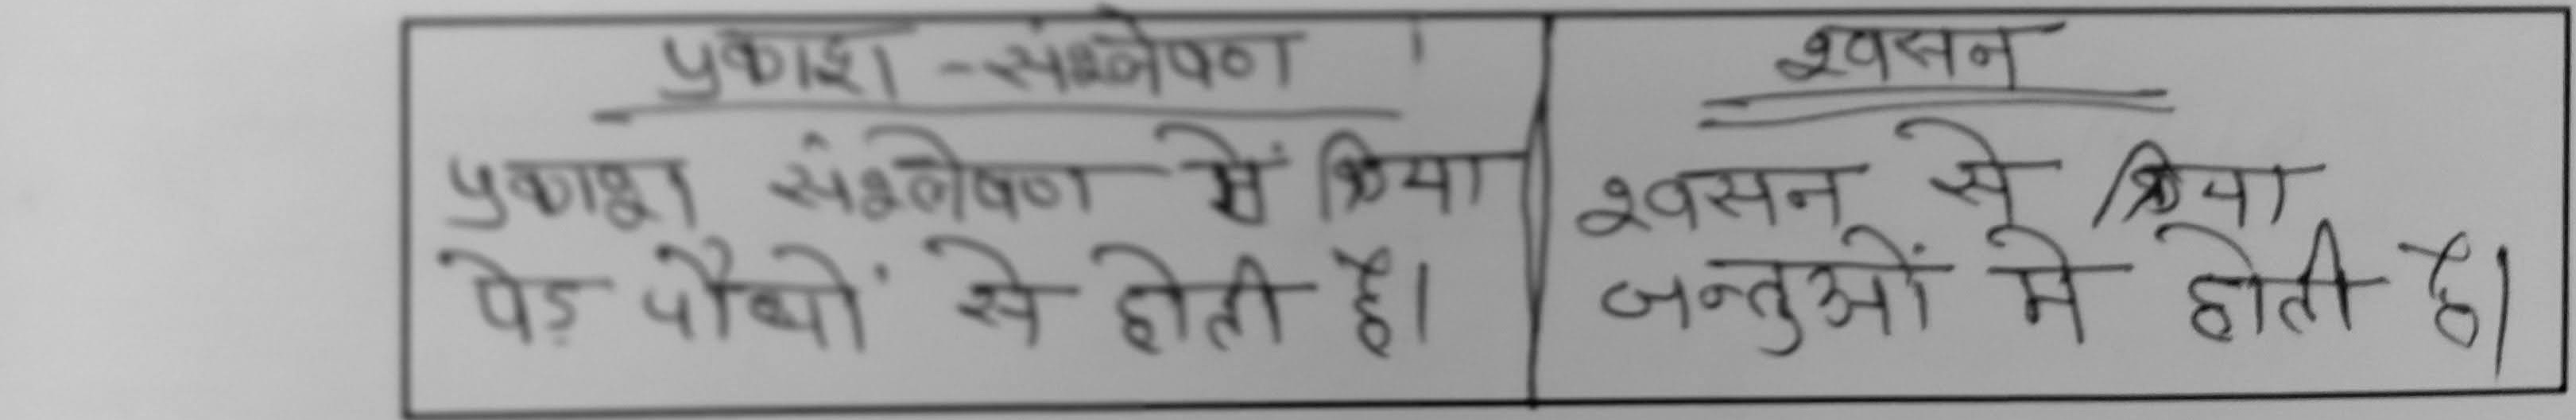 प्रकाश -संश्लेषण
प्रकाश संश्लेषण में क्रिया
पेड़ पौधों से होती है।
श्वसन
श्वसन से क्रिया
जन्तुओं मे होती है।